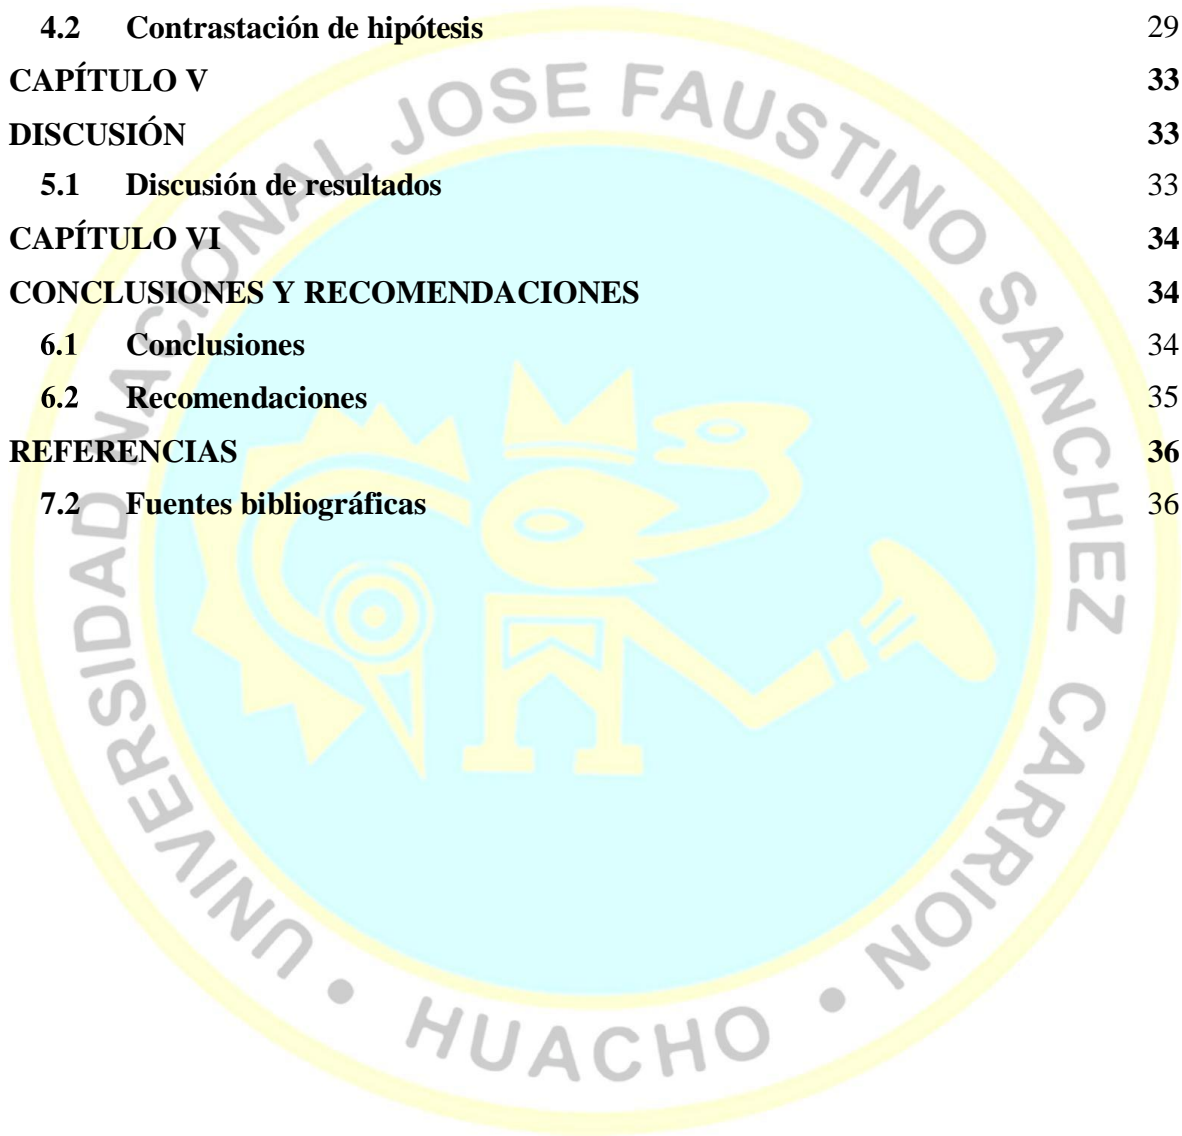 4.2 Contrastación de hipótesis 29
CAPÍTULO V 33
DISCUSIÓN 33
5.1 Discusión de resultados 33
CAPÍTULO VI 34
CONCLUSIONES Y RECOMENDACIONES 34
6.1 Conclusiones 34
6.2 Recomendaciones 35
REFERENCIAS 36
7.2 Fuentes bibliográficas 36
UNIVERSIDAD NACIONAL JOSE FAUSTINO SANCHEZ CARRION • HUACHO •